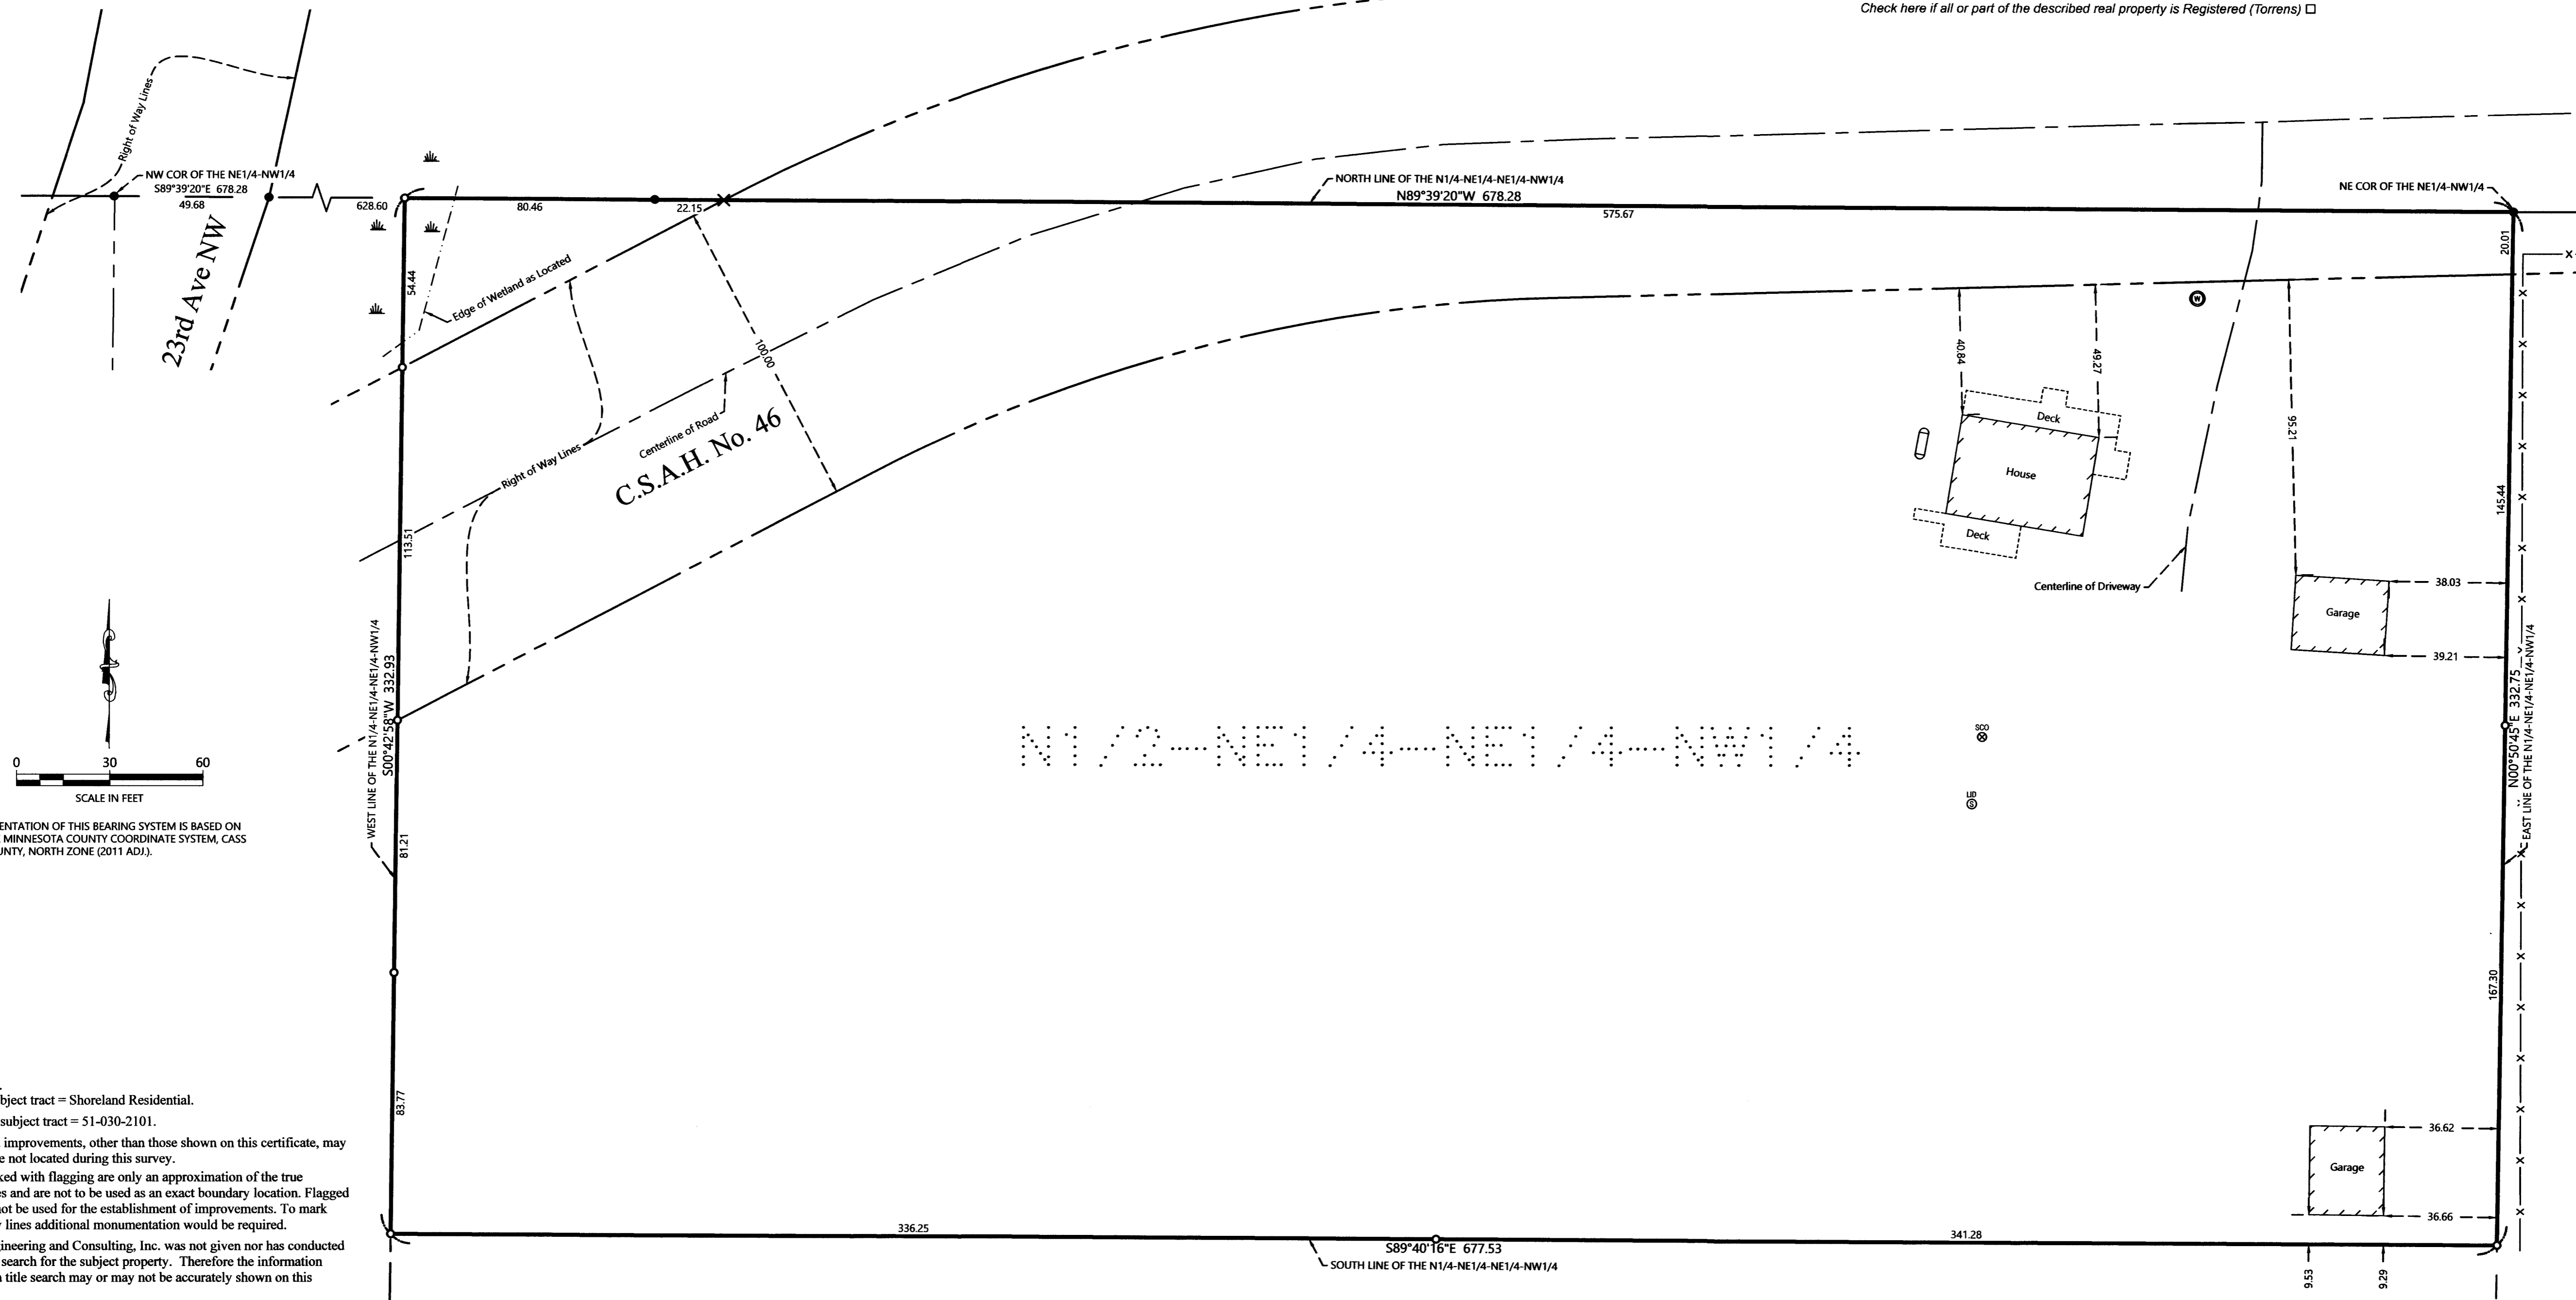 Check here if all or part of the described real property is Registered (Torrens) ☐
Right of Way Lines
NW COR OF THE NE1/4-NW1/4
S89°39'20"E 678.28
49.68
628.60
23rd Ave NW
80.46
22.15
NORTH LINE OF THE N1/4-NE1/4-NE1/4-NW1/4
N89°39'20"W 678.28
575.67
NE COR OF THE NE1/4-NW1/4
20.01
54.44
Edge of Wetland as Located
100.00
Centerline of Road
C.S.A.H. No. 46
Right of Way Lines
113.51
W
40.84
49.27
95.21
Deck
House
Deck
Centerline of Driveway
145.44
38.03
Garage
39.21
WEST LINE OF THE N1/4-NE1/4-NE1/4-NW1/4
S00°42'58"W 332.93
N1/2-NE1/4-NE1/4-NW1/4
SCO
LID
S
N00°50'45"E 332.75
EAST LINE OF THE N1/4-NE1/4-NE1/4-NW1/4
0 30 60
SCALE IN FEET
ENTATION OF THIS BEARING SYSTEM IS BASED ON
MINNESOTA COUNTY COORDINATE SYSTEM, CASS
UNTY, NORTH ZONE (2011 ADJ.).
81.21
83.77
167.30
bject tract = Shoreland Residential.
subject tract = 51-030-2101.
improvements, other than those shown on this certificate, may
e not located during this survey.
ked with flagging are only an approximation of the true
es and are not to be used as an exact boundary location. Flagged
not be used for the establishment of improvements. To mark
y lines additional monumentation would be required.
gineering and Consulting, Inc. was not given nor has conducted
search for the subject property. Therefore the information
title search may or may not be accurately shown on this
36.62
Garage
36.66
336.25
S89°40'16"E 677.53
341.28
SOUTH LINE OF THE N1/4-NE1/4-NE1/4-NW1/4
9.53
9.29